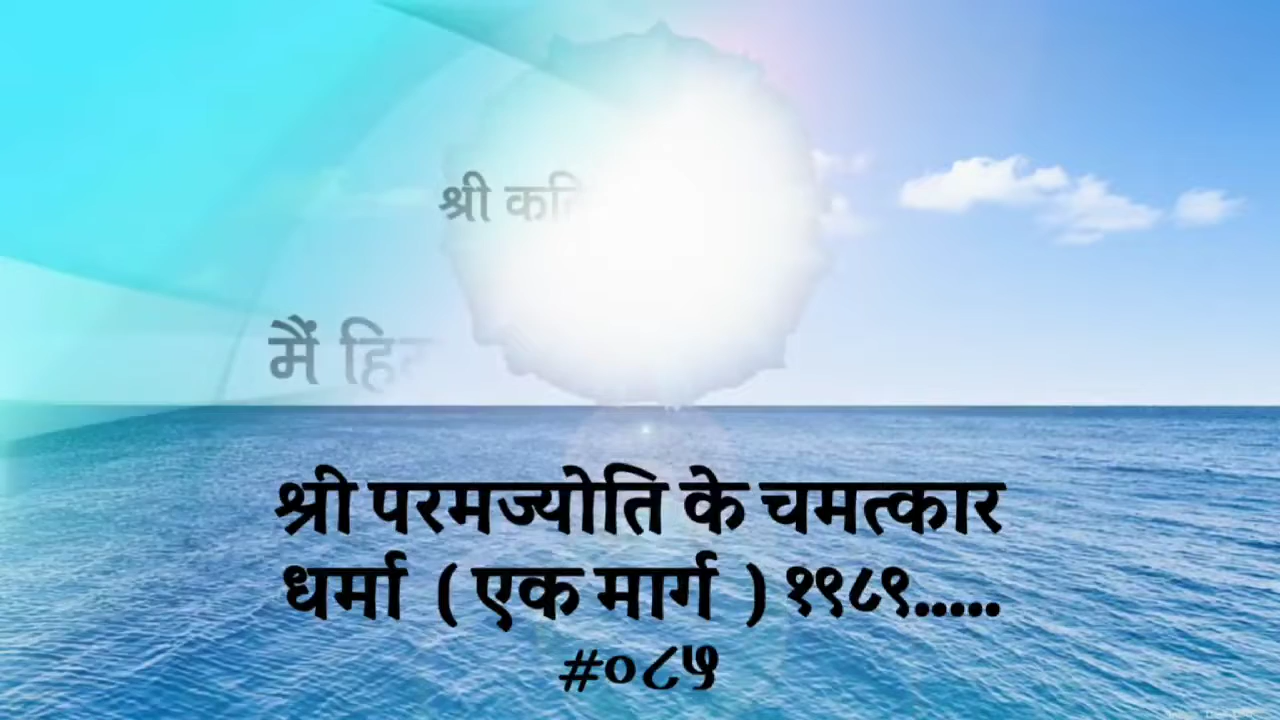 श्री
मैं
श्री परमज्योति के चमत्कार
धर्मा ( एक मार्ग ) १९८९.....
#०८५